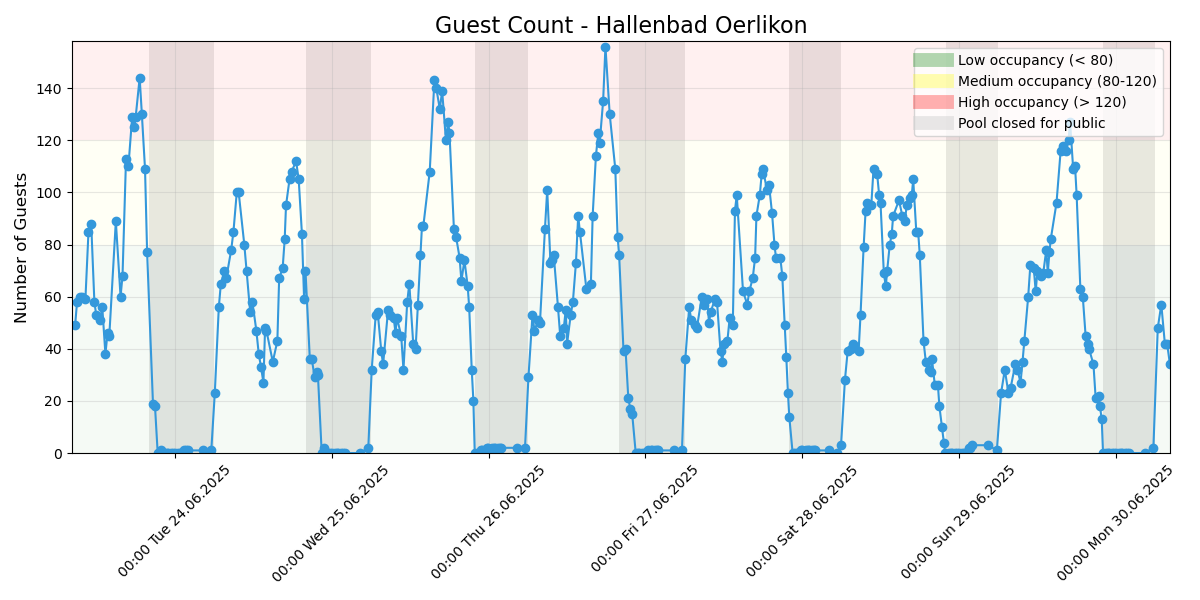 Guest Count - Hallenbad Oerlikon
Number of Guests
140
120
100
80
60
40
20
0
Low occupancy (< 80)
Medium occupancy (80-120)
High occupancy (> 120)
Pool closed for public
00:00 Tue 24.06.2025
00:00 Wed 25.06.2025
00:00 Thu 26.06.2025
00:00 Fri 27.06.2025
00:00 Sat 28.06.2025
00:00 Sun 29.06.2025
00:00 Mon 30.06.2025